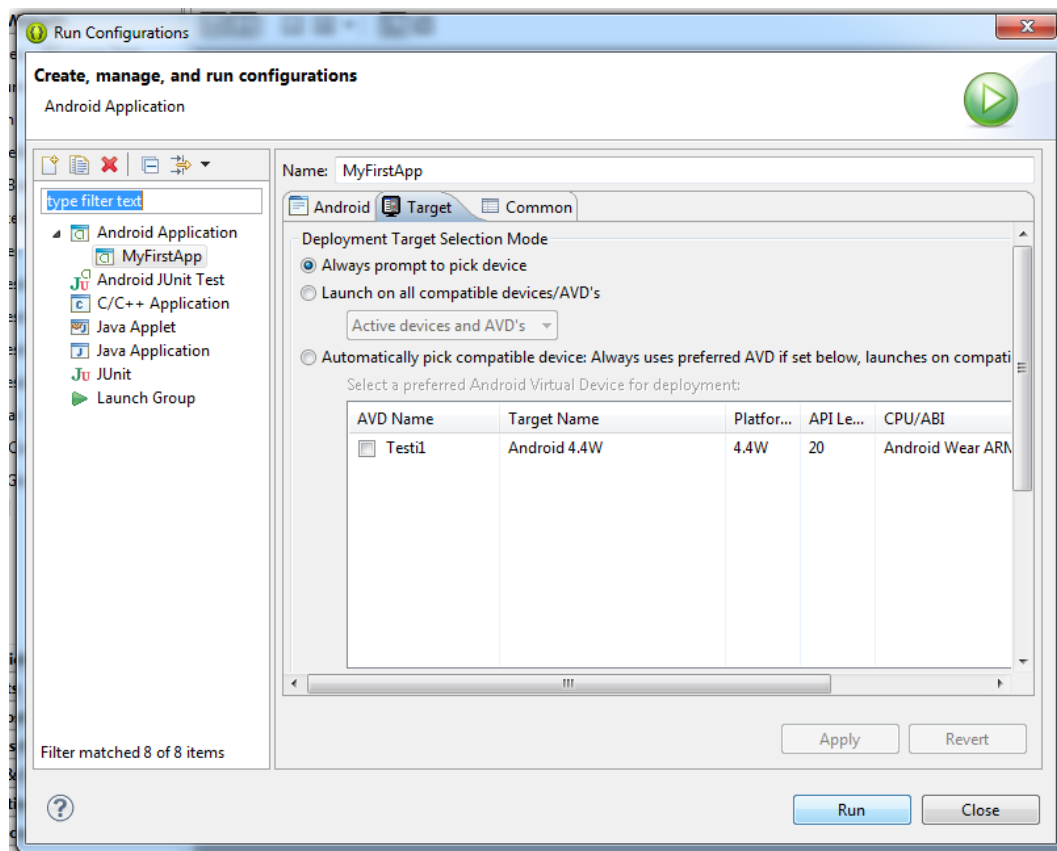 Run Configurations
Create, manage, and run configurations
Android Application
type filter text
Android Application
MyFirstApp
Android JUnit Test
C/C++ Application
Java Applet
Java Application
JUnit
Launch Group
Filter matched 8 of 8 items
Name: MyFirstApp
Android Target Common
Deployment Target Selection Mode
Always prompt to pick device
Launch on all compatible devices/AVD's
Active devices and AVD's
Automatically pick compatible device: Always uses preferred AVD if set below, launches on compati
Select a preferred Android Virtual Device for deployment:
AVD Name Target Name Platfor... API Le... CPU/ABI
Testi1 Android 4.4W 4.4W 20 Android Wear ARM
Apply Revert
Run Close